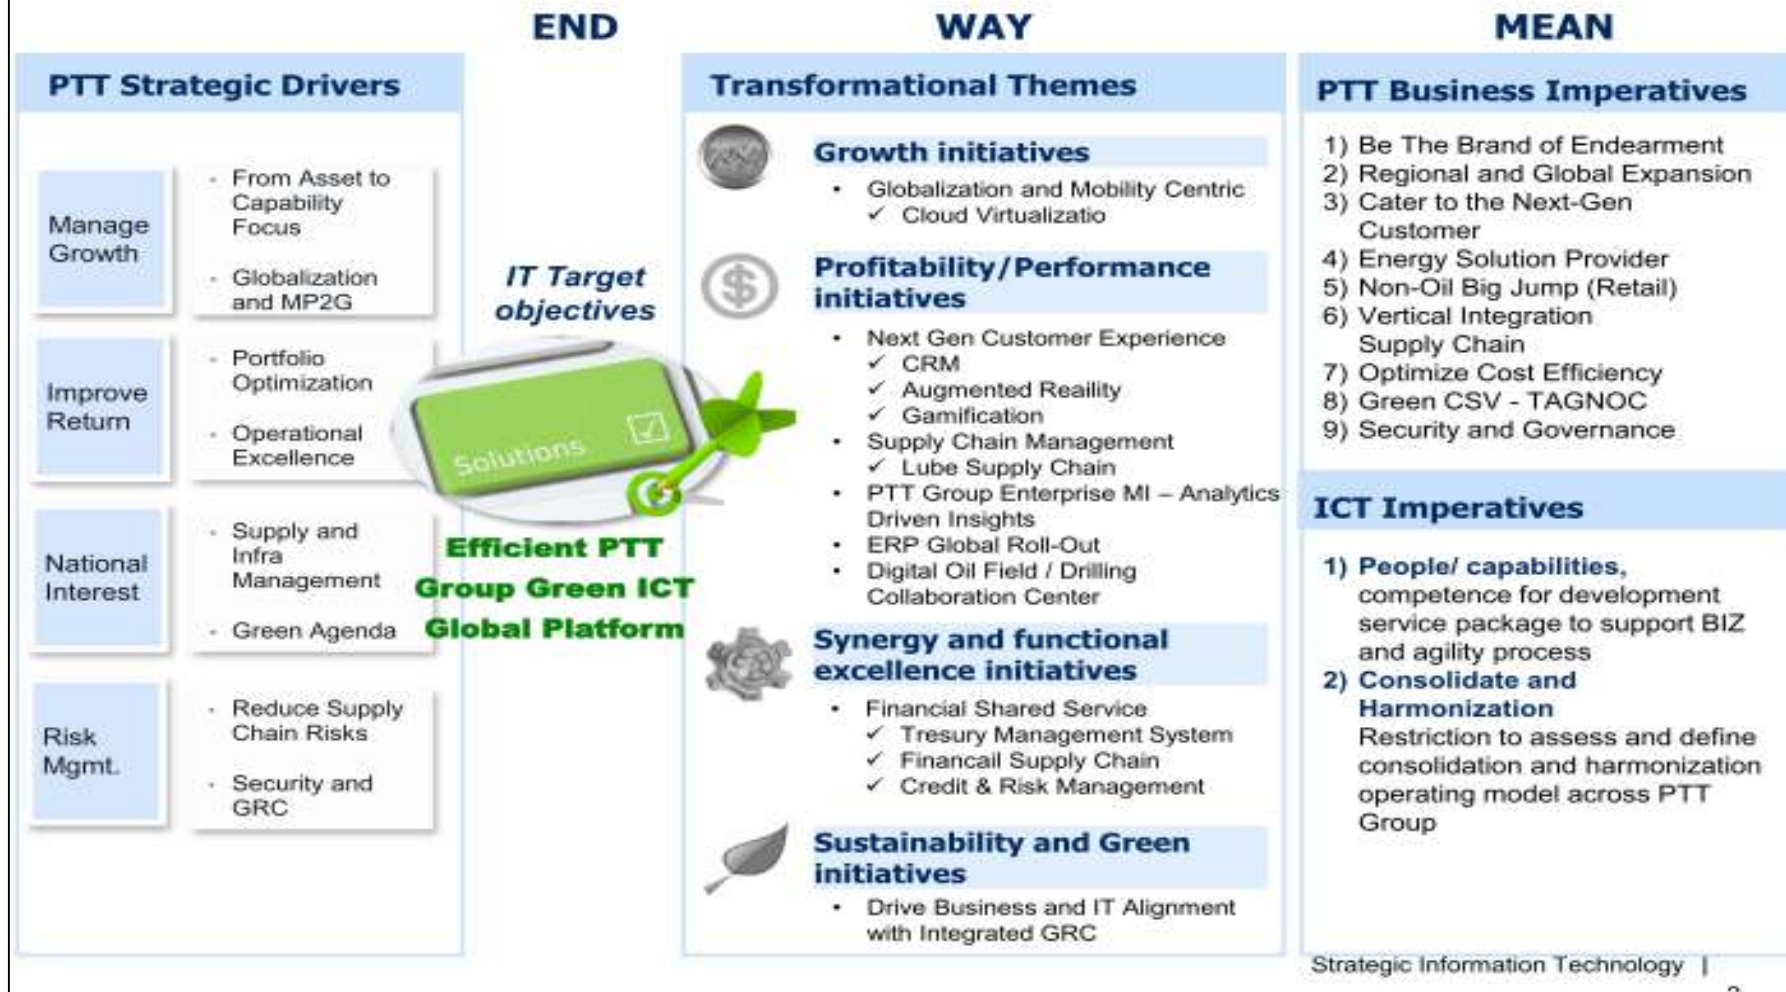 END
WAY
MEAN
PTT Strategic Drivers
Manage
Growth
- From Asset to
Capability
Focus
- Globalization
and MP2G
Improve
Return
- Portfolio
Optimization
- Operational
Excellence
National
Interest
- Supply and
Infra
Management
- Green Agenda
Risk
Mgmt.
- Reduce Supply
Chain Risks
- Security and
GRC
IT Target
objectives
Solutions
Efficient PTT
Group Green ICT
Global Platform
Transformational Themes
Growth initiatives
• Globalization and Mobility Centric
✓ Cloud Virtualizatio
Profitability/Performance
initiatives
• Next Gen Customer Experience
✓ CRM
✓ Augmented Reaility
✓ Gamification
• Supply Chain Management
✓ Lube Supply Chain
• PTT Group Enterprise MI – Analytics
Driven Insights
• ERP Global Roll-Out
• Digital Oil Field / Drilling
Collaboration Center
Synergy and functional
excellence initiatives
• Financial Shared Service
✓ Tresury Management System
✓ Financail Supply Chain
✓ Credit & Risk Management
Sustainability and Green
initiatives
• Drive Business and IT Alignment
with Integrated GRC
PTT Business Imperatives
1) Be The Brand of Endearment
2) Regional and Global Expansion
3) Cater to the Next-Gen
Customer
4) Energy Solution Provider
5) Non-Oil Big Jump (Retail)
6) Vertical Integration
Supply Chain
7) Optimize Cost Efficiency
8) Green CSV - TAGNOC
9) Security and Governance
ICT Imperatives
1) People/ capabilities,
competence for development
service package to support BIZ
and agility process
2) Consolidate and
Harmonization
Restriction to assess and define
consolidation and harmonization
operating model across PTT
Group
Strategic Information Technology |